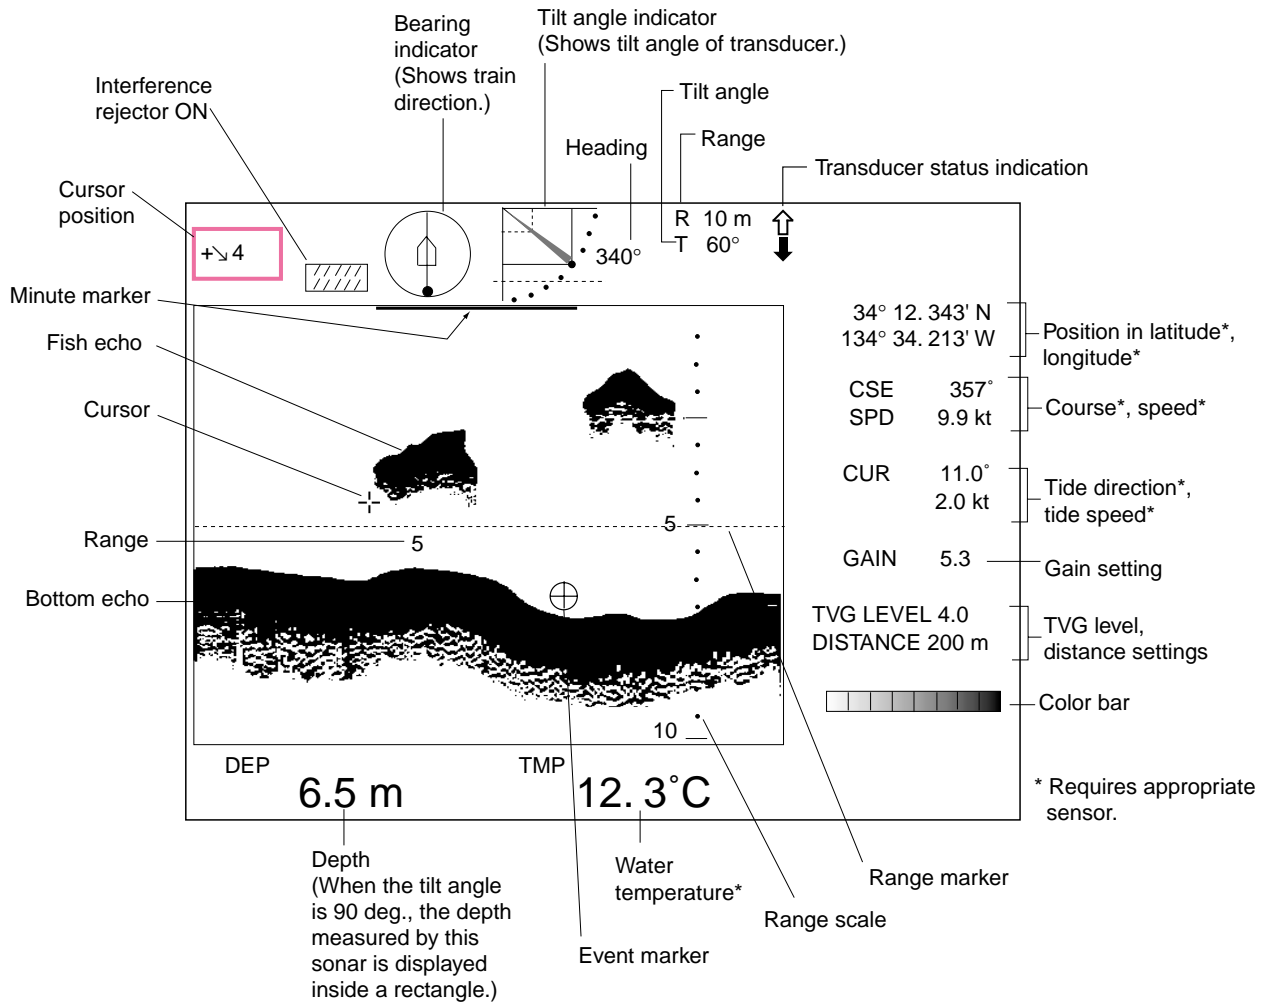 Bearing
indicator
(Shows train
direction.)
Tilt angle indicator
(Shows tilt angle of transducer.)
Interference
rejector ON
Tilt angle
Heading
Range
Transducer status indication
Cursor
position
R 10 m
T 60°
+↘ 4
340°
Minute marker
Fish echo
Cursor
Range
Bottom echo
5
5
10
34° 12. 343' N
134° 34. 213' W
Position in latitude*,
longitude*
CSE 357°
SPD 9.9 kt
Course*, speed*
CUR 11.0°
2.0 kt
Tide direction*,
tide speed*
GAIN 5.3
Gain setting
TVG LEVEL 4.0
DISTANCE 200 m
TVG level,
distance settings
Color bar
DEP
6.5 m
TMP
12. 3°C
* Requires appropriate
sensor.
Depth
(When the tilt angle
is 90 deg., the depth
measured by this
sonar is displayed
inside a rectangle.)
Water
temperature*
Event marker
Range scale
Range marker